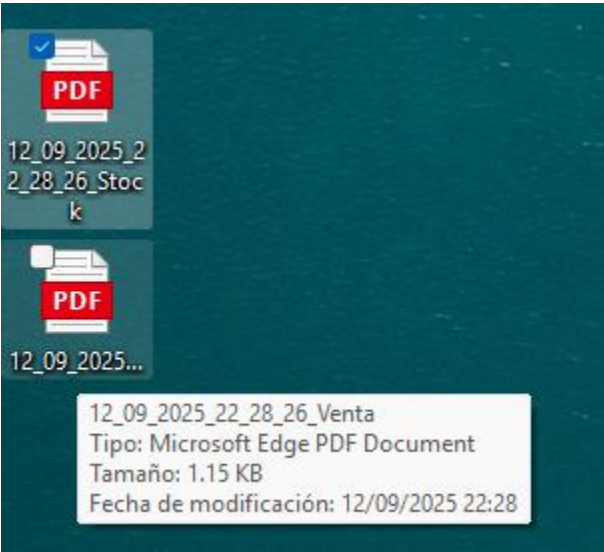 PDF
12_09_2025_2
2_28_26_Stoc
k
PDF
12_09_2025...
12_09_2025_22_28_26_Venta
Tipo: Microsoft Edge PDF Document
Tamaño: 1.15 KB
Fecha de modificación: 12/09/2025 22:28